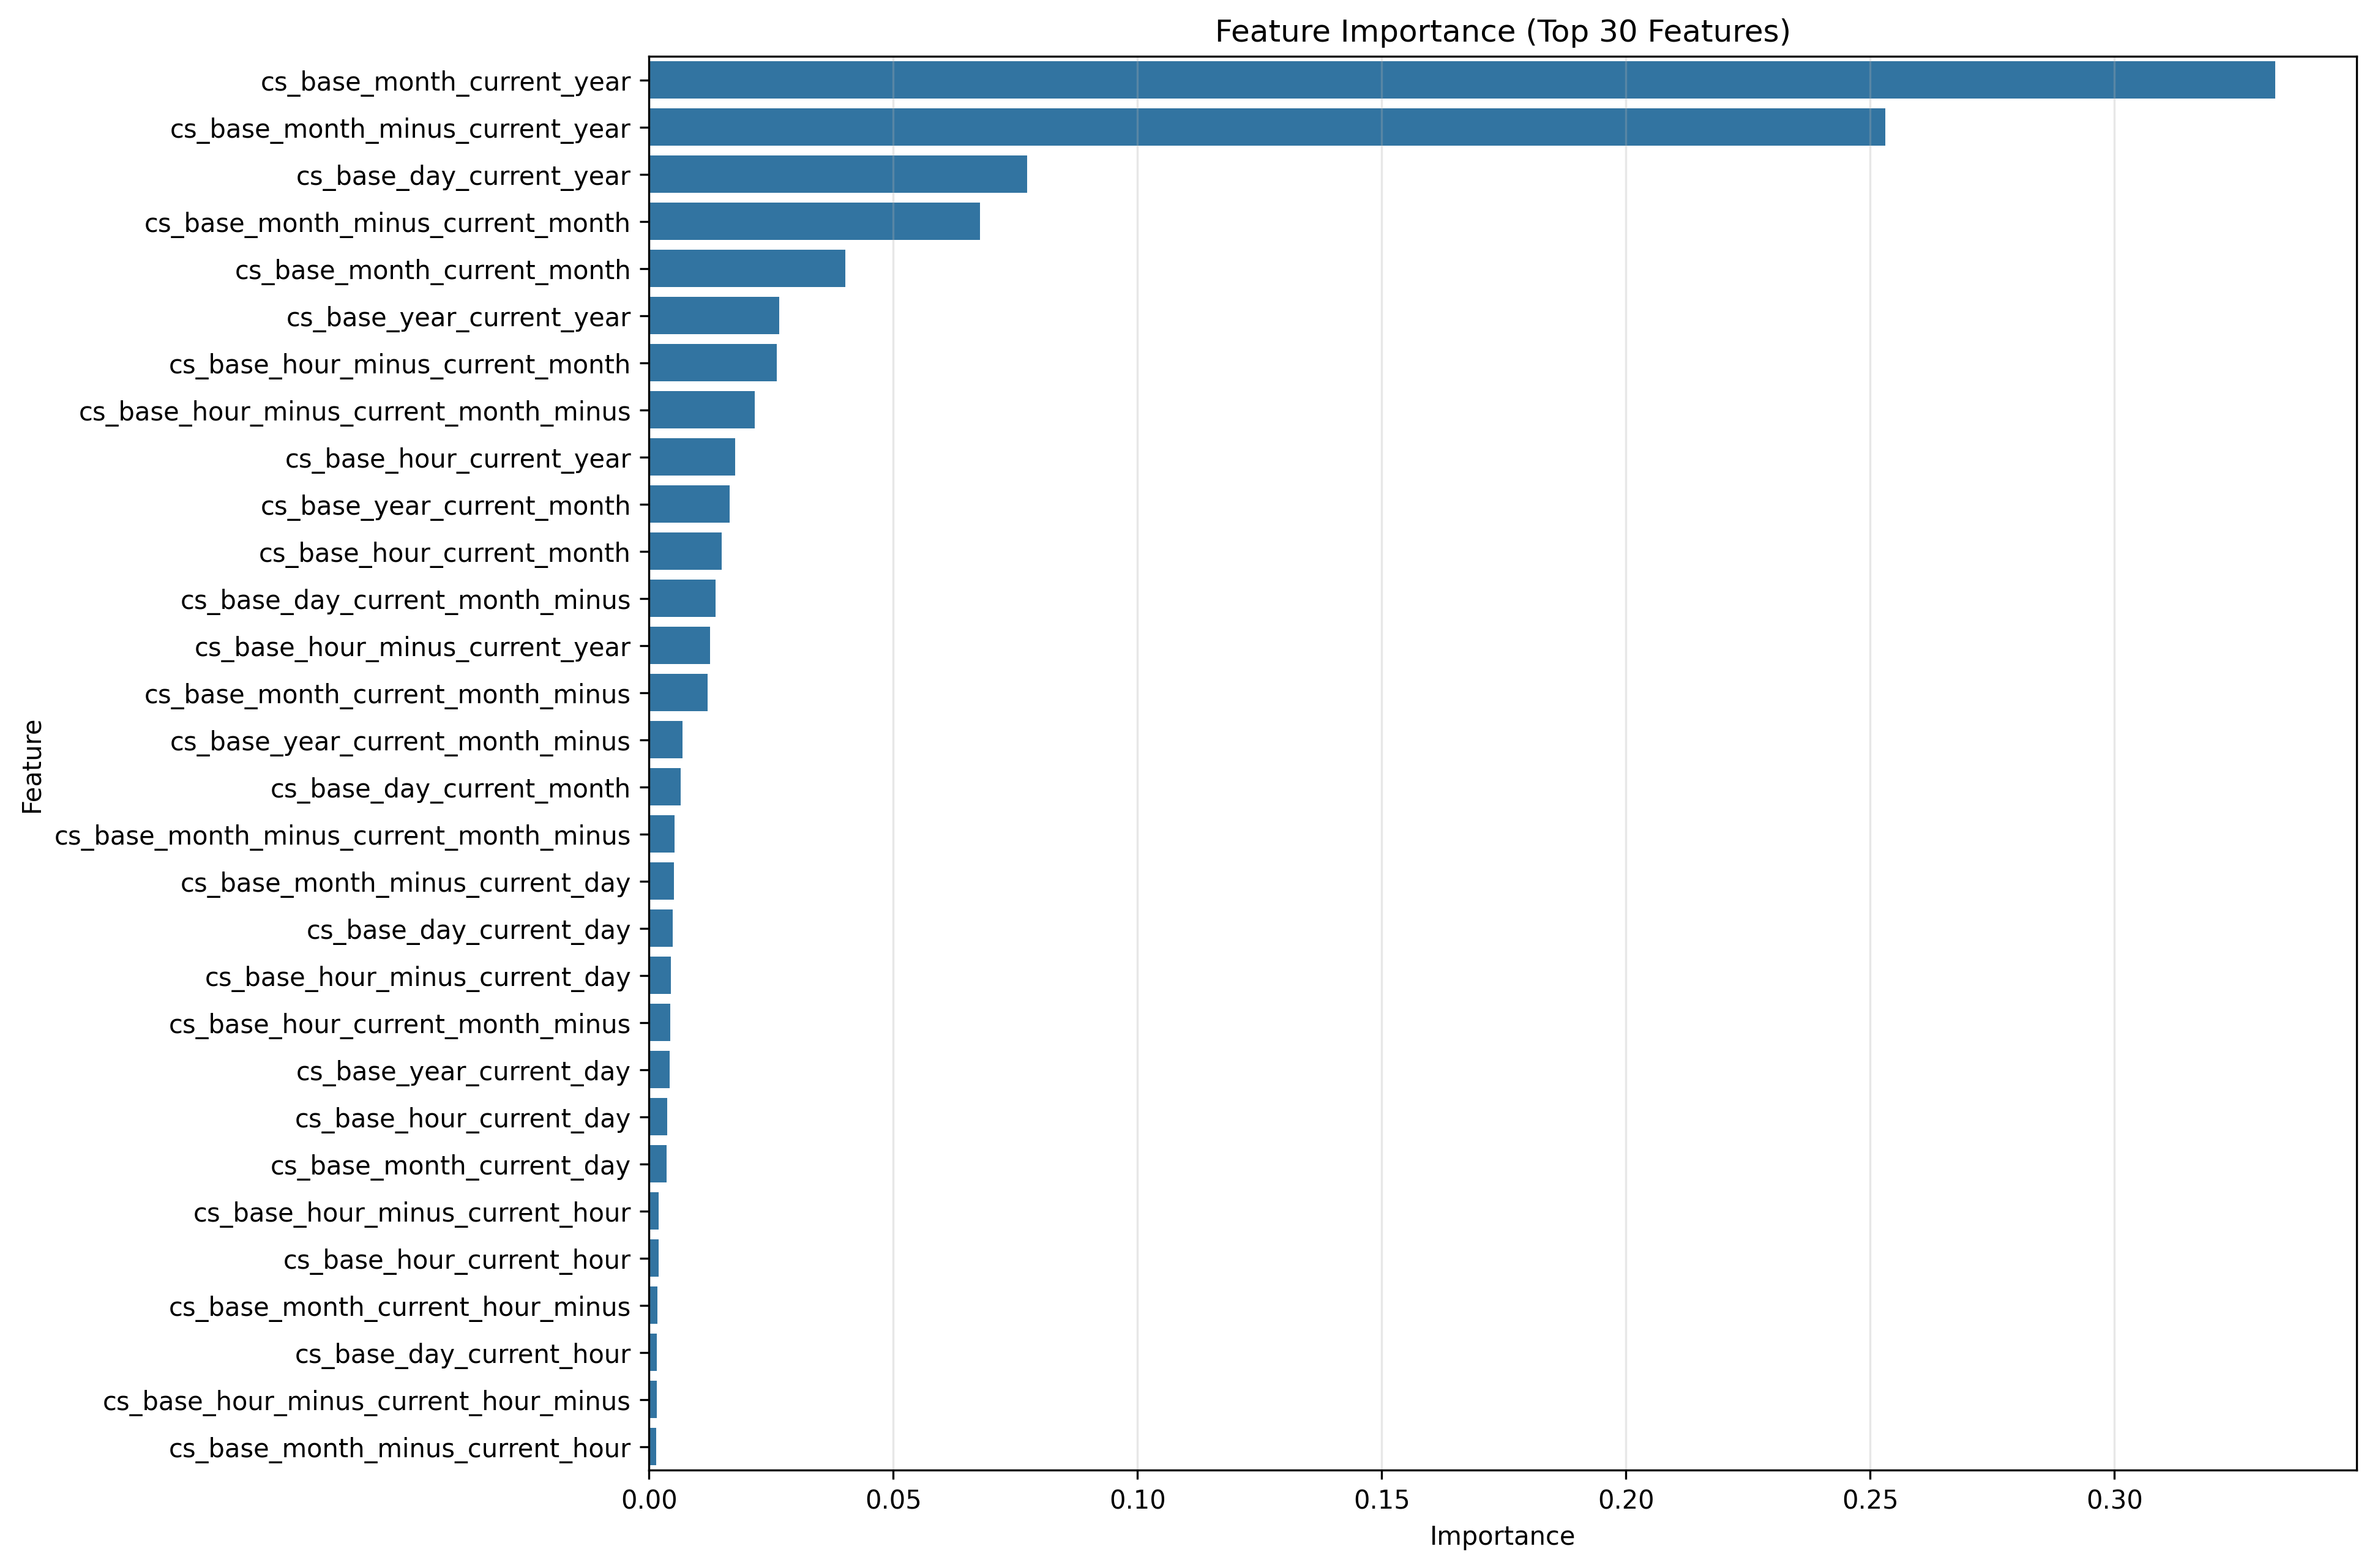 Feature Importance (Top 30 Features)
cs_base_month_current_year
cs_base_month_minus_current_year
cs_base_day_current_year
cs_base_month_minus_current_month
cs_base_month_current_month
cs_base_year_current_year
cs_base_hour_minus_current_month
cs_base_hour_minus_current_month_minus
cs_base_hour_current_year
cs_base_year_current_month
cs_base_hour_current_month
cs_base_day_current_month_minus
cs_base_hour_minus_current_year
cs_base_month_current_month_minus
cs_base_year_current_month_minus
cs_base_day_current_month
cs_base_month_minus_current_month_minus
cs_base_month_minus_current_day
cs_base_day_current_day
cs_base_hour_minus_current_day
cs_base_hour_current_month_minus
cs_base_year_current_day
cs_base_hour_current_day
cs_base_month_current_day
cs_base_hour_minus_current_hour
cs_base_hour_current_hour
cs_base_month_current_hour_minus
cs_base_day_current_hour
cs_base_hour_minus_current_hour_minus
cs_base_month_minus_current_hour
Feature
0.00 0.05 0.10 0.15 0.20 0.25 0.30
Importance